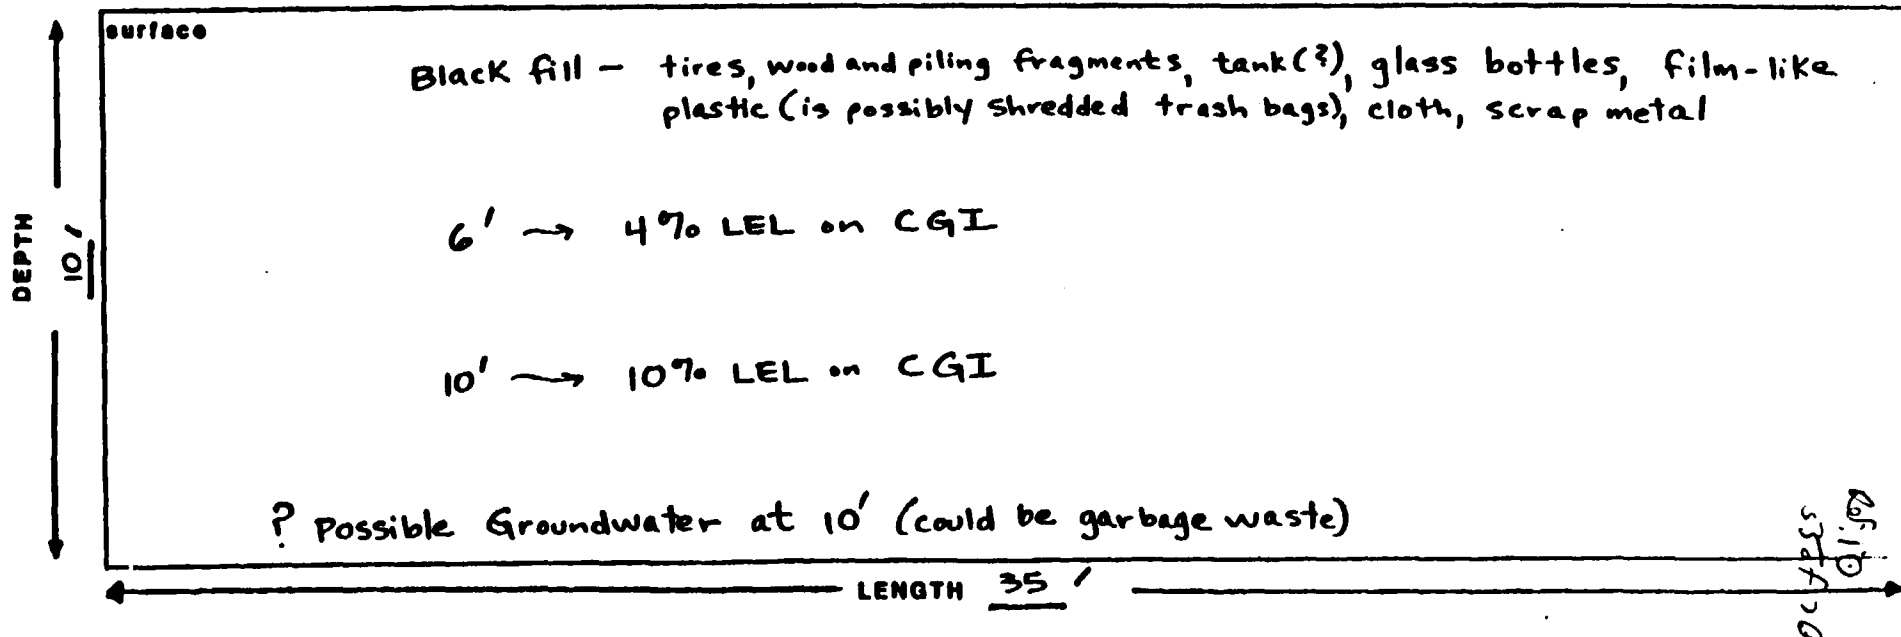 surface
Black fill — tires, wood and piling fragments, tank(?), glass bottles, film-like
plastic (is possibly shredded trash bags), cloth, scrap metal
DEPTH
10'
6' → 4% LEL on CGI
10' → 10% LEL on CGI
? Possible Groundwater at 10' (could be garbage waste)
LENGTH 35'